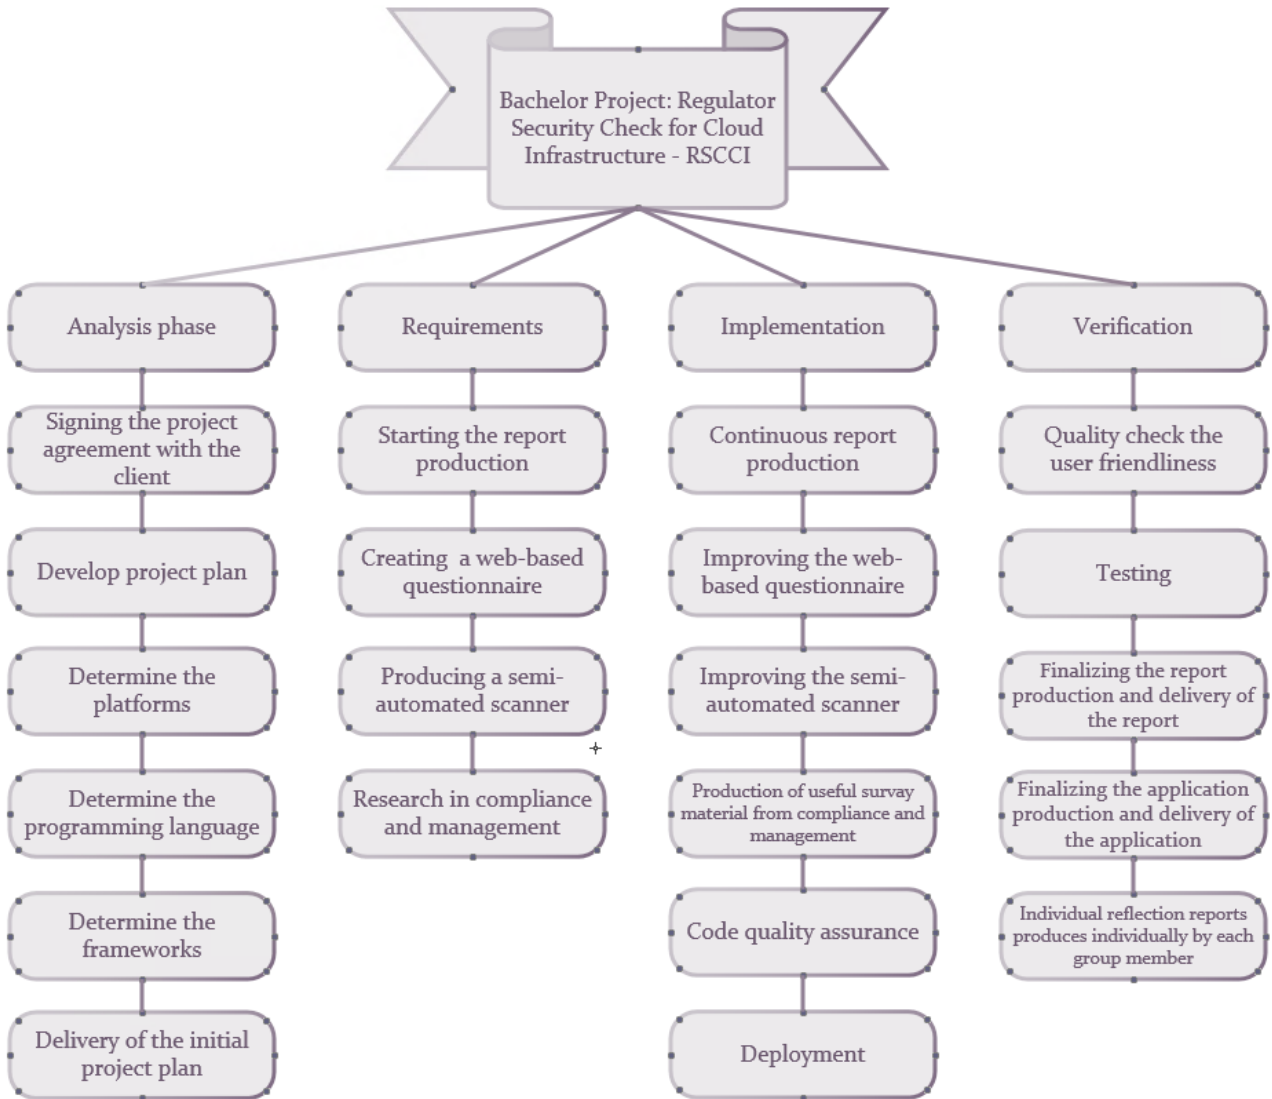 Bachelor Project: Regulator
Security Check for Cloud
Infrastructure - RSCCI
Analysis phase
Signing the project
agreement with the
client
Develop project plan
Determine the
platforms
Determine the
programming language
Determine the
frameworks
Delivery of the initial
project plan
Requirements
Starting the report
production
Creating  a web-based
questionnaire
Producing a semi-
automated scanner
Research in compliance
and management
Implementation
Continuous report
production
Improving the web-
based questionnaire
Improving the semi-
automated scanner
Production of useful survay
material from compliance and
management
Code quality assurance
Deployment
Verification
Quality check the
user friendliness
Testing
Finalizing the report
production and delivery of
the report
Finalizing the application
production and delivery of
the application
Individual reflection reports
produces individually by each
group member